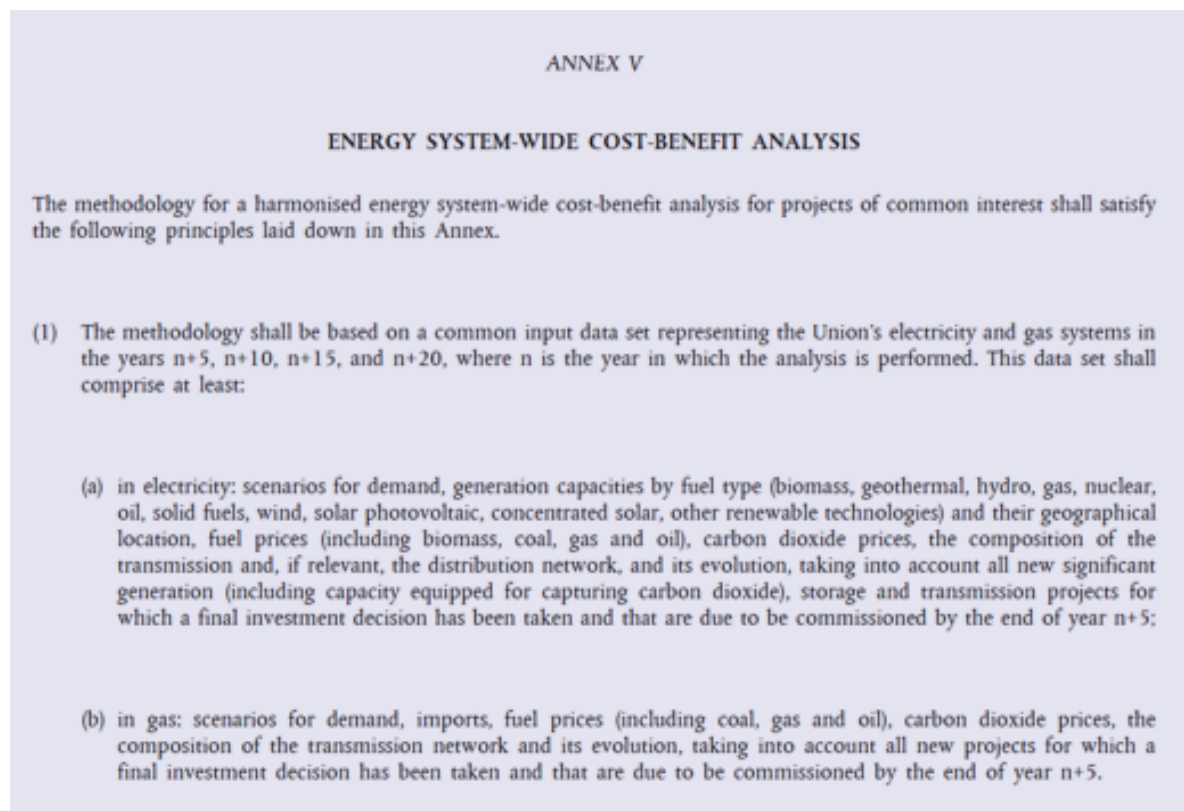 ANNEX V
ENERGY SYSTEM-WIDE COST-BENEFIT ANALYSIS
The methodology for a harmonised energy system-wide cost-benefit analysis for projects of common interest shall satisfy
the following principles laid down in this Annex.
(1) The methodology shall be based on a common input data set representing the Union's electricity and gas systems in
the years n+5, n+10, n+15, and n+20, where n is the year in which the analysis is performed. This data set shall
comprise at least:
(a) in electricity: scenarios for demand, generation capacities by fuel type (biomass, geothermal, hydro, gas, nuclear,
oil, solid fuels, wind, solar photovoltaic, concentrated solar, other renewable technologies) and their geographical
location, fuel prices (including biomass, coal, gas and oil), carbon dioxide prices, the composition of the
transmission and, if relevant, the distribution network, and its evolution, taking into account all new significant
generation (including capacity equipped for capturing carbon dioxide), storage and transmission projects for
which a final investment decision has been taken and that are due to be commissioned by the end of year n+5;
(b) in gas: scenarios for demand, imports, fuel prices (including coal, gas and oil), carbon dioxide prices, the
composition of the transmission network and its evolution, taking into account all new projects for which a
final investment decision has been taken and that are due to be commissioned by the end of year n+5.